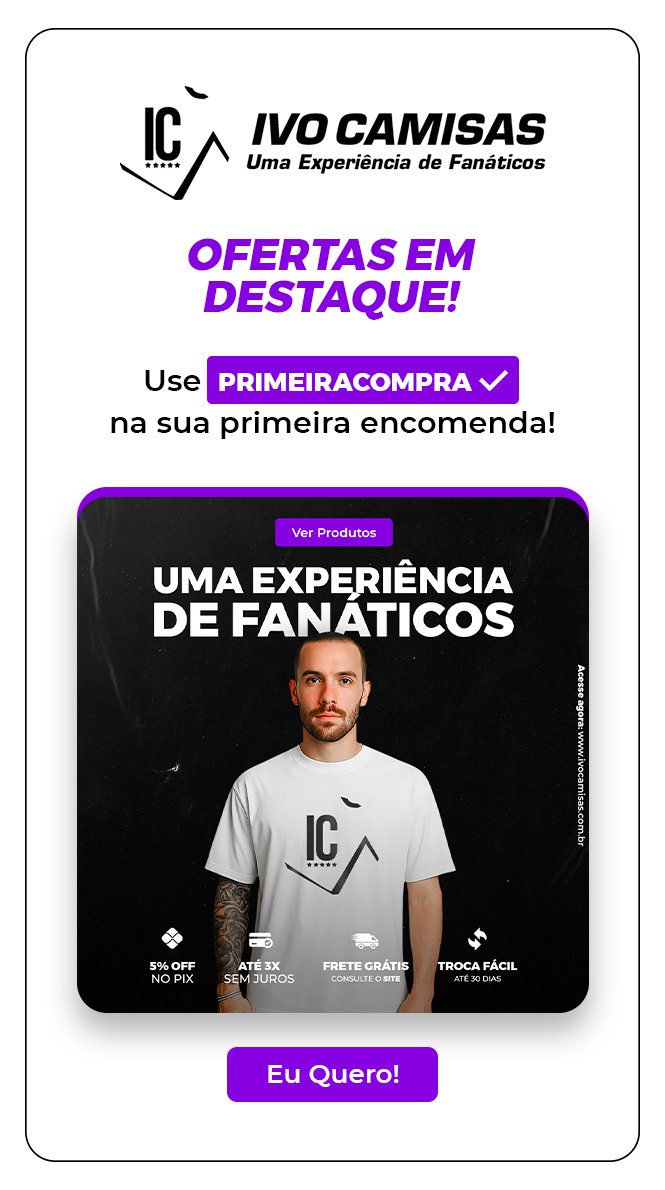 IC
IVO CAMISAS
Uma Experiência de Fanáticos
OFERTAS EM
DESTAQUE!
Use PRIMEIRACOMPRA
na sua primeira encomenda!
Ver Produtos
UMA EXPERIÊNCIA
DE FANÁTICOS
Acesse agora: www.ivocamisas.com.br
IC
5% OFF
NO PIX
ATÉ 3X
SEM JUROS
FRETE GRÁTIS
CONSULTE O SITE
TROCA FÁCIL
ATÉ 30 DIAS
Eu Quero!